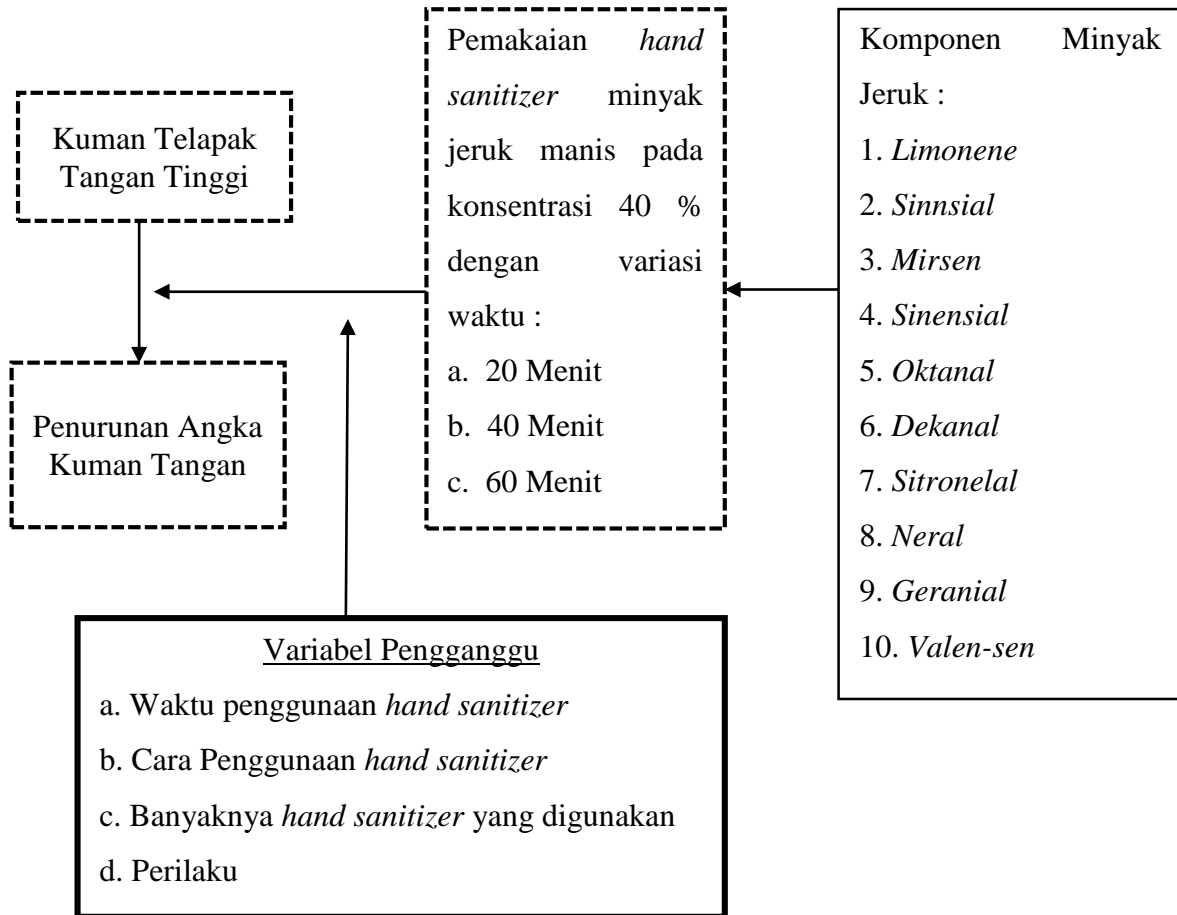 Kuman Telapak
Tangan Tinggi
Penurunan Angka
Kuman Tangan
Pemakaian hand
sanitizer minyak
jeruk manis pada
konsentrasi 40 %
dengan variasi
waktu :
a. 20 Menit
b. 40 Menit
c. 60 Menit
Komponen Minyak
Jeruk :
1. Limonene
2. Sinnsial
3. Mirsen
4. Sinensial
5. Oktanal
6. Dekanal
7. Sitronelal
8. Neral
9. Geranial
10. Valen-sen
Variabel Pengganggu
a. Waktu penggunaan hand sanitizer
b. Cara Penggunaan hand sanitizer
c. Banyaknya hand sanitizer yang digunakan
d. Perilaku